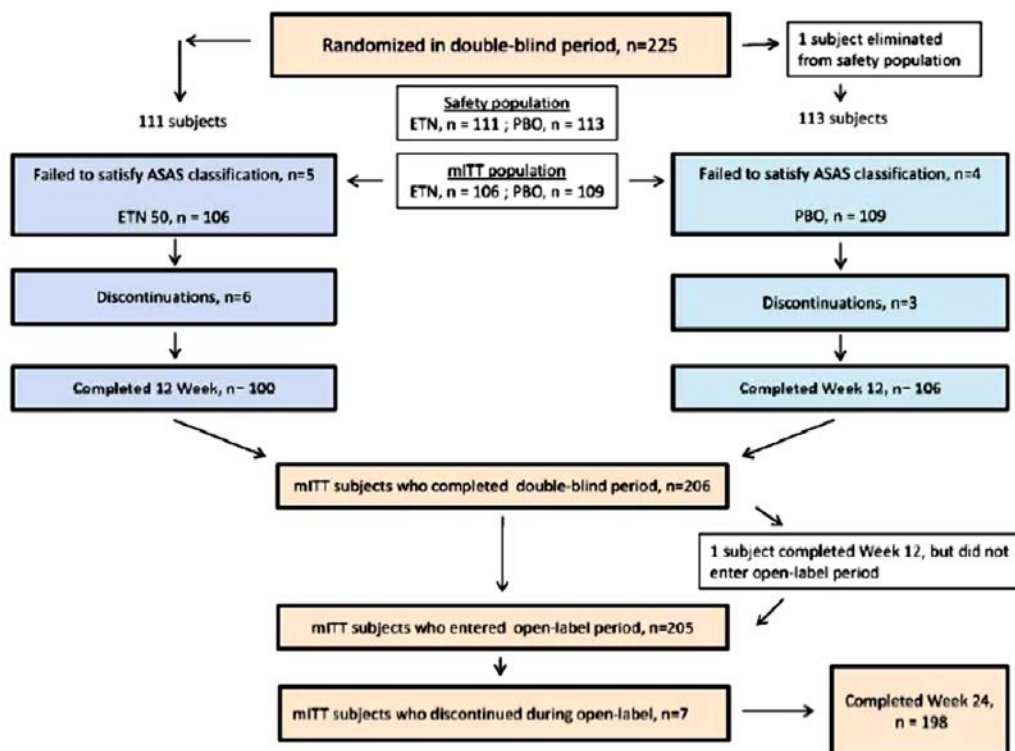 Randomized in double-blind period, n=225
1 subject eliminated
from safety population
111 subjects
Safety population
ETN, n = 111 ; PBO, n = 113
113 subjects
Failed to satisfy ASAS classification, n=5
ETN 50, n = 106
mITT population
ETN, n = 106 ; PBO, n = 109
Failed to satisfy ASAS classification, n=4
PBO, n = 109
Discontinuations, n=6
Discontinuations, n=3
Completed 12 Week, n= 100
Completed Week 12, n= 106
mITT subjects who completed double-blind period, n=206
1 subject completed Week 12, but did not
enter open-label period
mITT subjects who entered open-label period, n=205
mITT subjects who discontinued during open-label, n=7
Completed Week 24,
n = 198